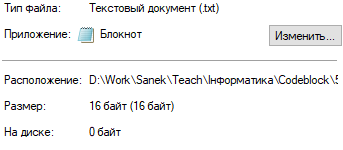 Тип файла: Текстовый документ (.txt)
Приложение: Блокнот Изменить...
Расположение: D:\Work\Sanek\Teach\Інформатика\Codeblock\5
Размер: 16 байт (16 байт)
На диске: 0 байт